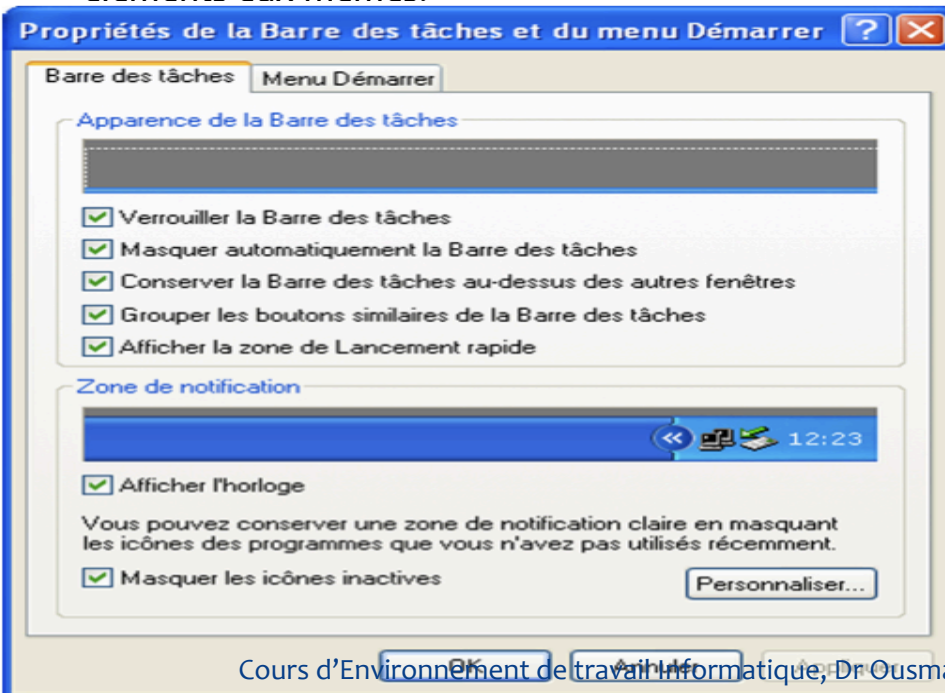 Propriétés de la Barre des tâches et du menu Démarrer
Barre des tâches
Menu Démarrer
Apparence de la Barre des tâches
Verrouiller la Barre des tâches
Masquer automatiquement la Barre des tâches
Conserver la Barre des tâches au-dessus des autres fenêtres
Grouper les boutons similaires de la Barre des tâches
Afficher la zone de Lancement rapide
Zone de notification
12:23
Afficher l'horloge
Vous pouvez conserver une zone de notification claire en masquant
les icônes des programmes que vous n'avez pas utilisés récemment.
Masquer les icônes inactives
Personnaliser...
OK
Annuler
Appliquer
Cours d'Environnement de travail Informatique, Dr Ousma